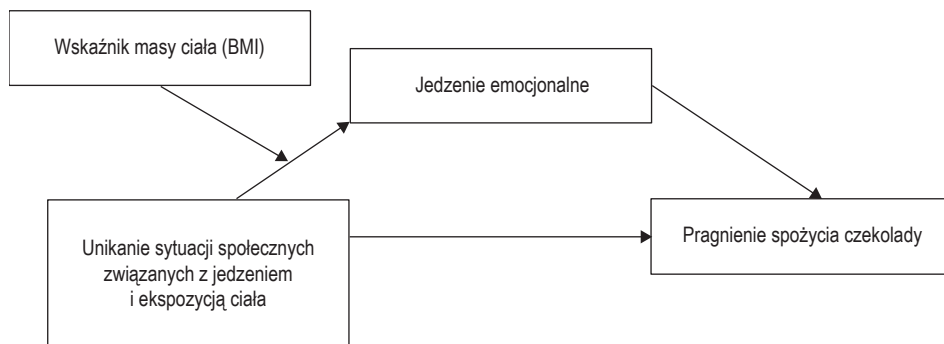 Wskaźnik masy ciała (BMI)
Jedzenie emocjonalne
Unikanie sytuacji społecznych
związanych z jedzeniem
i ekspozycją ciała
Pragnienie spożycia czekolady